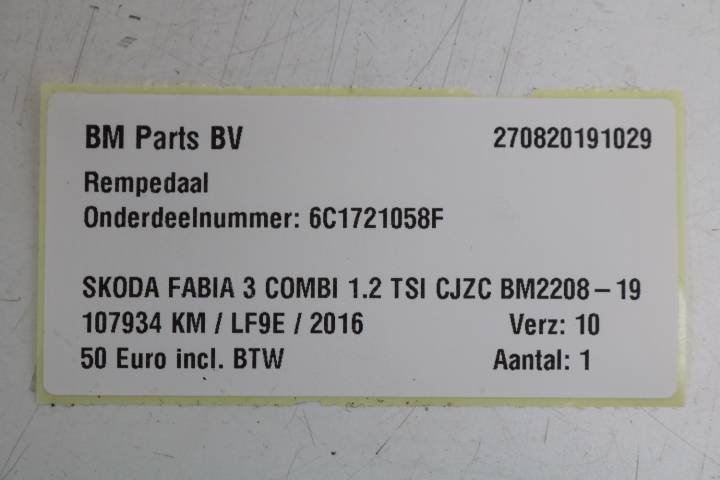 BM Parts BV 270820191029
Rempedaal
Onderdeelnummer: 6C1721058F
SKODA FABIA 3 COMBI 1.2 TSI CJZC BM2208-19
107934 KM / LF9E / 2016 Verz: 10
50 Euro incl. BTW Aantal: 1